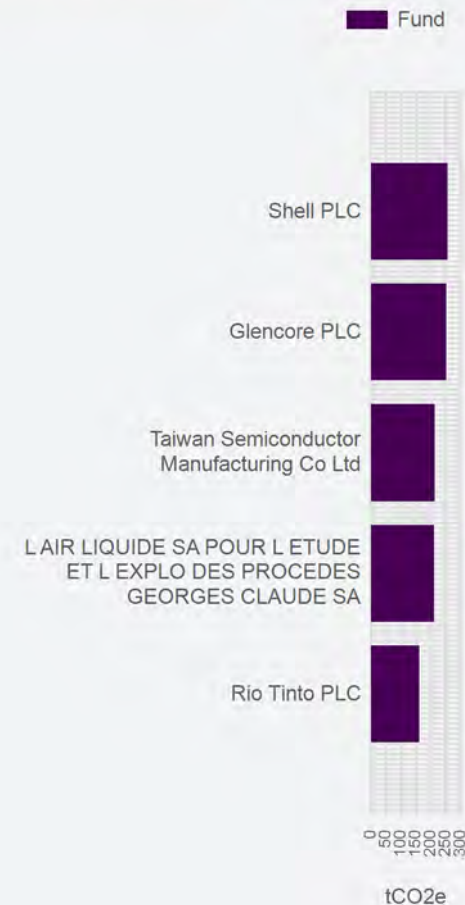 Fund
Shell PLC
Glencore PLC
Taiwan Semiconductor
Manufacturing Co Ltd
L AIR LIQUIDE SA POUR L ETUDE
ET L EXPLO DES PROCEDES
GEORGES CLAUDE SA
Rio Tinto PLC
0
50
100
150
200
250
300
tCO2e